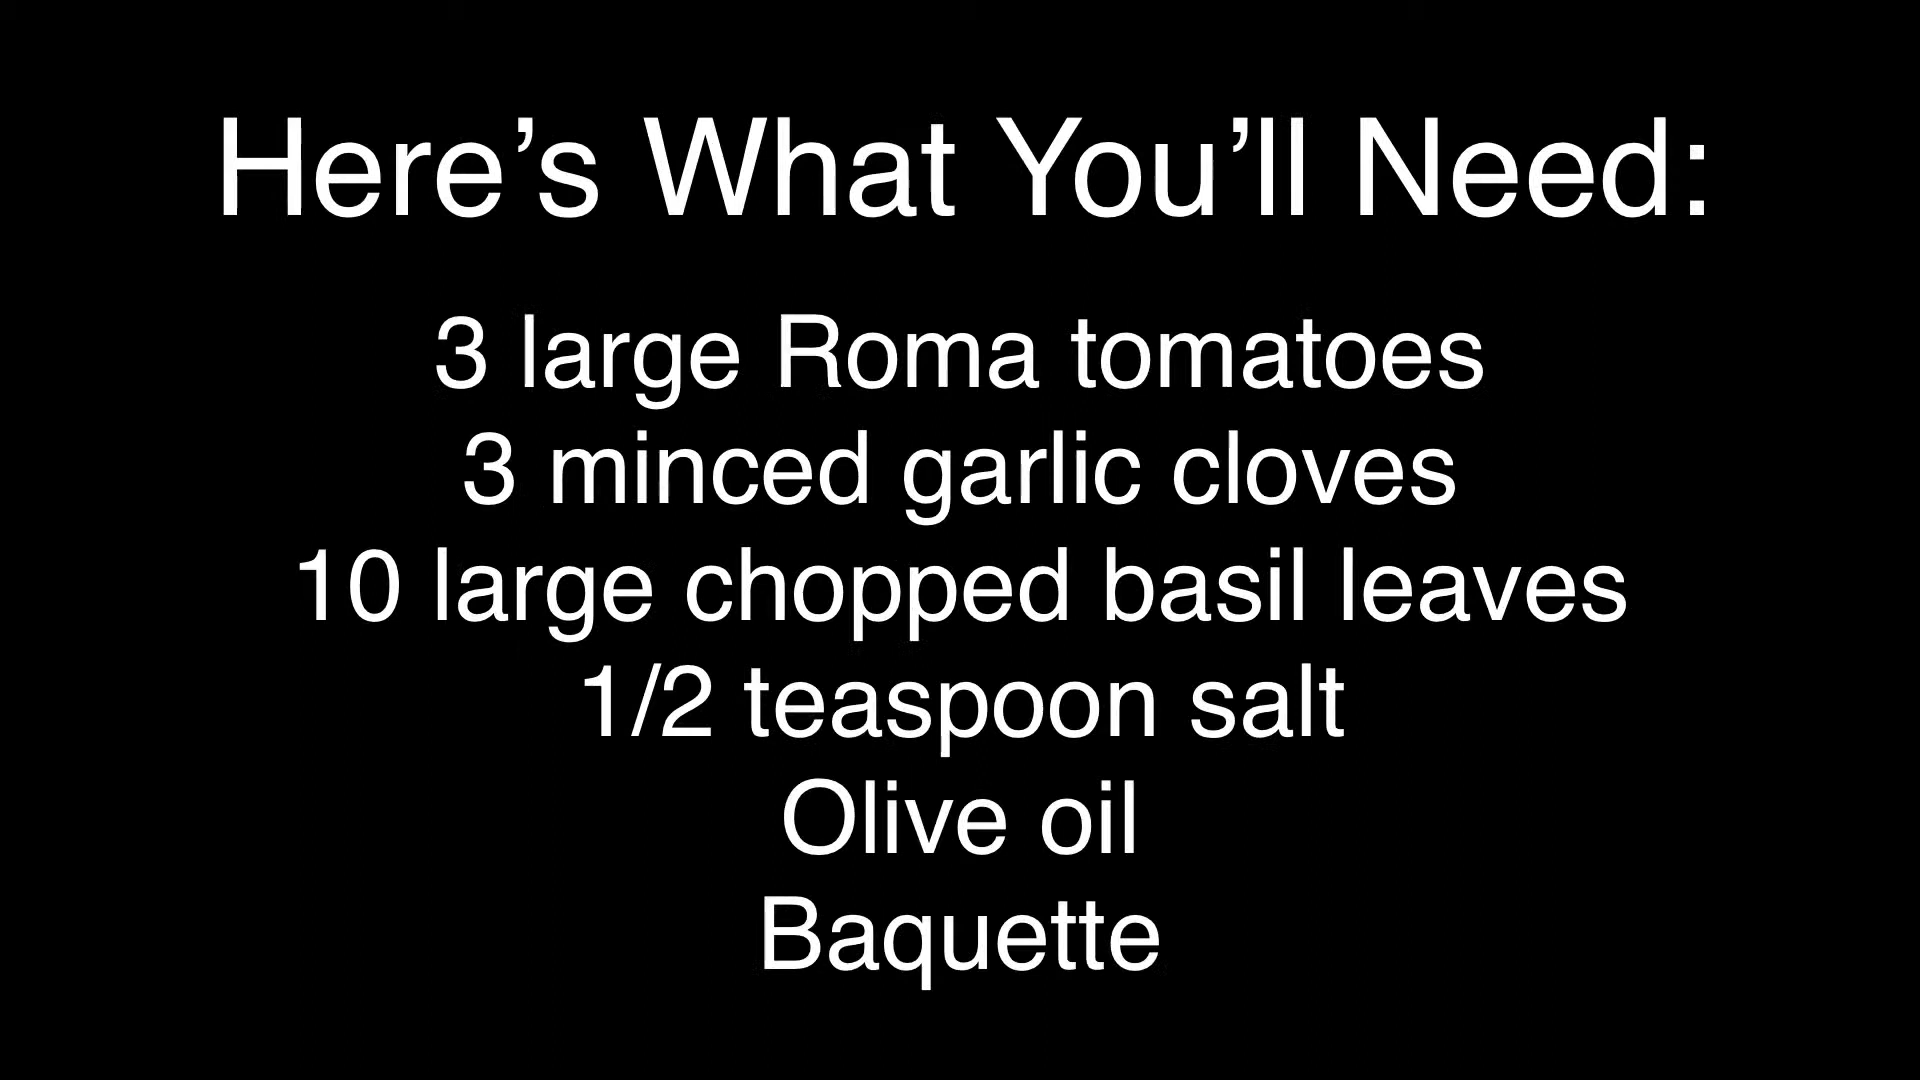 Here’s What You’ll Need:
3 large Roma tomatoes
3 minced garlic cloves
10 large chopped basil leaves
1/2 teaspoon salt
Olive oil
Baquette